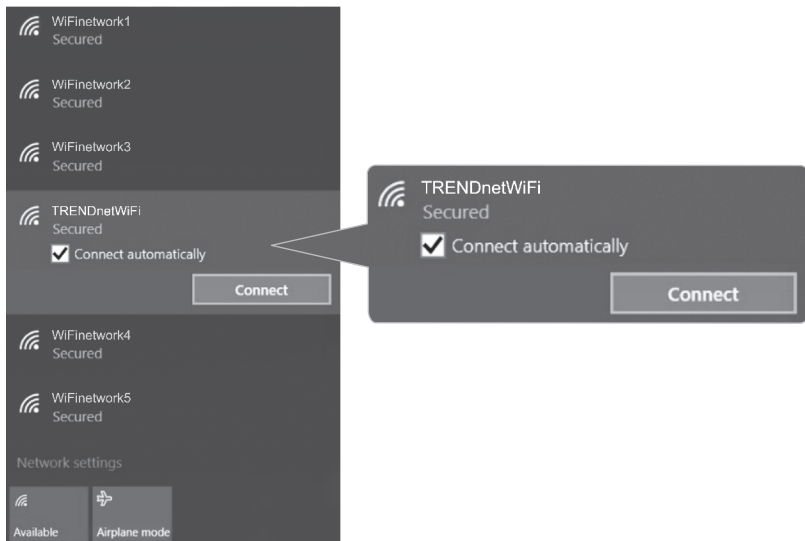 WiFinetwork1
Secured
WiFinetwork2
Secured
WiFinetwork3
Secured
TRENDnetWiFi
Secured
Connect automatically
Connect
WiFinetwork4
Secured
WiFinetwork5
Secured
Network settings
Available
Airplane mode
TRENDnetWiFi
Secured
Connect automatically
Connect